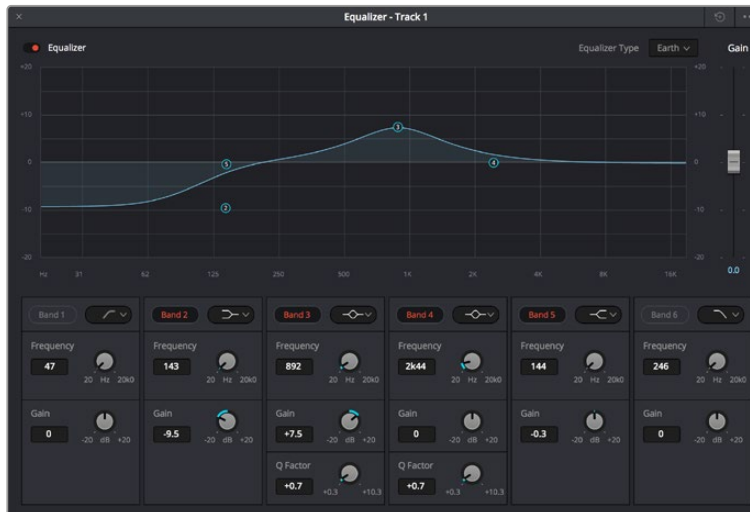 Equalizer - Track 1
Equalizer
Equalizer Type
Earth
Gain
+20
+20
+10
+10
0
0
-10
-10
-20
-20
0.0
Hz 31 62 125 250 500 1K 2K 4K 8K 16K
3
5
4
2
Band 1
Band 2
Band 3
Band 4
Band 5
Band 6
Frequency Frequency Frequency Frequency Frequency Frequency
47 143 892 2k44 144 246
20 Hz 20k0 20 Hz 20k0 20 Hz 20k0 20 Hz 20k0 20 Hz 20k0 20 Hz 20k0
Gain Gain Gain Gain Gain Gain
0 -9.5 +7.5 0 -0.3 0
-20 dB +20 -20 dB +20 -20 dB +20 -20 dB +20 -20 dB +20 -20 dB +20
Q Factor Q Factor
+0.7 +0.7
+0.3 +10.3 +0.3 +10.3